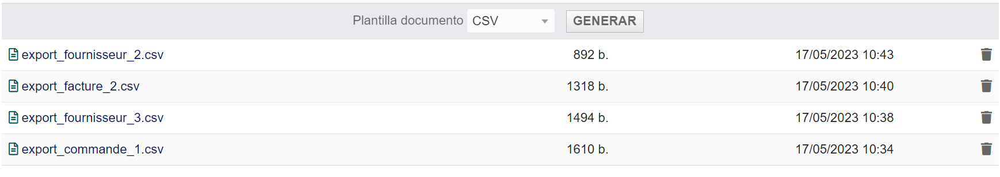 Plantilla documento CSV GENERAR
export_fournisseur_2.csv 892 b. 17/05/2023 10:43
export_facture_2.csv 1318 b. 17/05/2023 10:40
export_fournisseur_3.csv 1494 b. 17/05/2023 10:38
export_commande_1.csv 1610 b. 17/05/2023 10:34